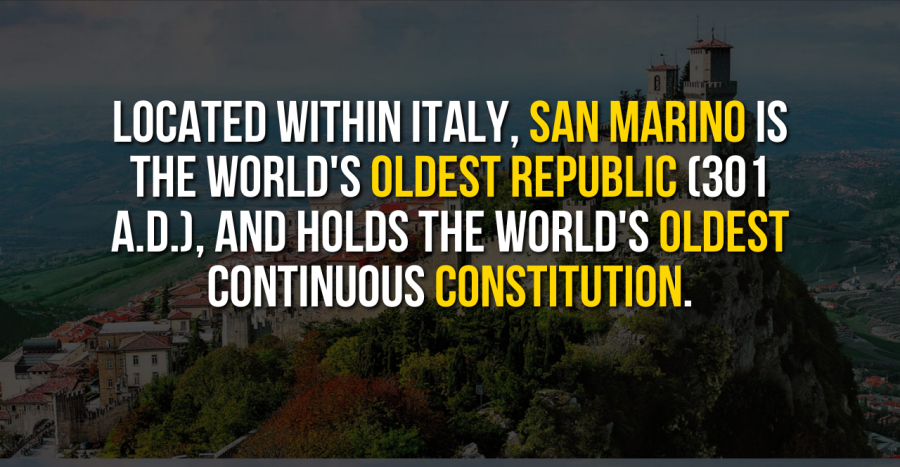 LOCATED WITHIN ITALY, SAN MARINO IS
THE WORLD'S OLDEST REPUBLIC (301
A.D.), AND HOLDS THE WORLD'S OLDEST
CONTINUOUS CONSTITUTION.